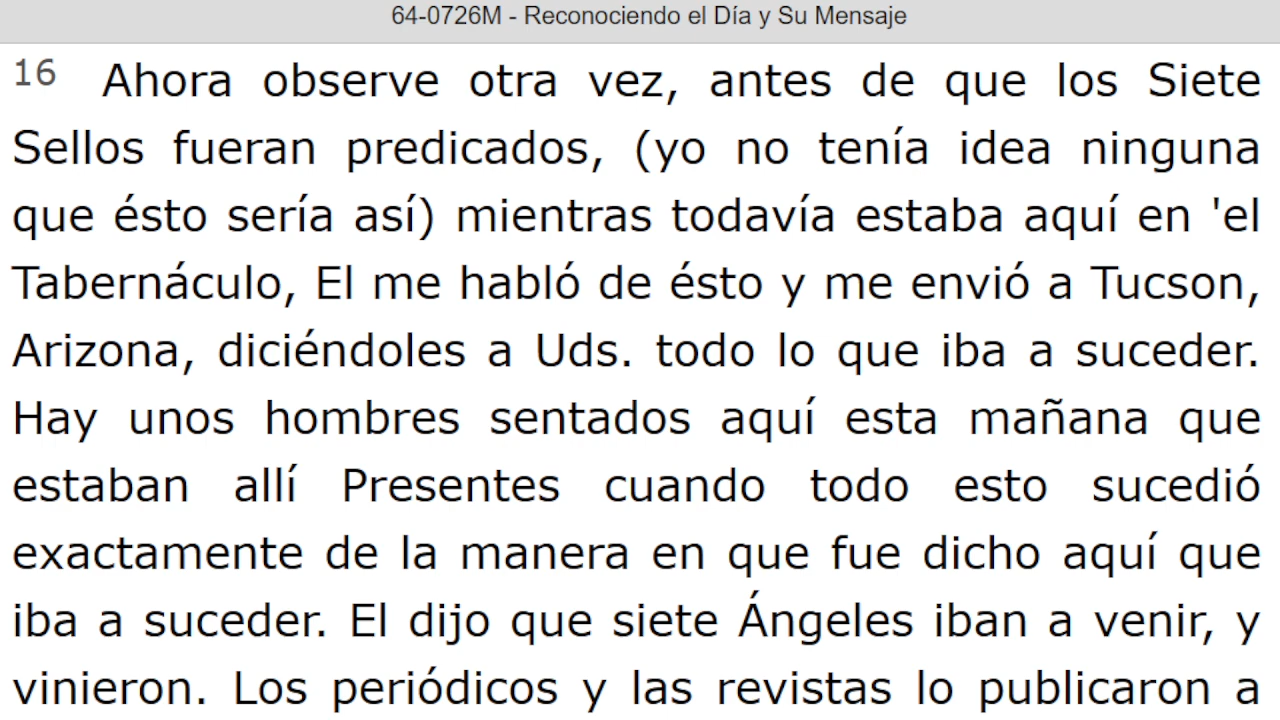 64-0726M - Reconociendo el Día y Su Mensaje
16 Ahora observe otra vez, antes de que los Siete
Sellos fueran predicados, (yo no tenía idea ninguna
que ésto sería así) mientras todavía estaba aquí en 'el
Tabernáculo, El me habló de ésto y me envió a Tucson,
Arizona, diciéndoles a Uds. todo lo que iba a suceder.
Hay unos hombres sentados aquí esta mañana que
estaban allí Presentes cuando todo esto sucedió
exactamente de la manera en que fue dicho aquí que
iba a suceder. El dijo que siete Ángeles iban a venir, y
vinieron. Los periódicos y las revistas lo publicaron a